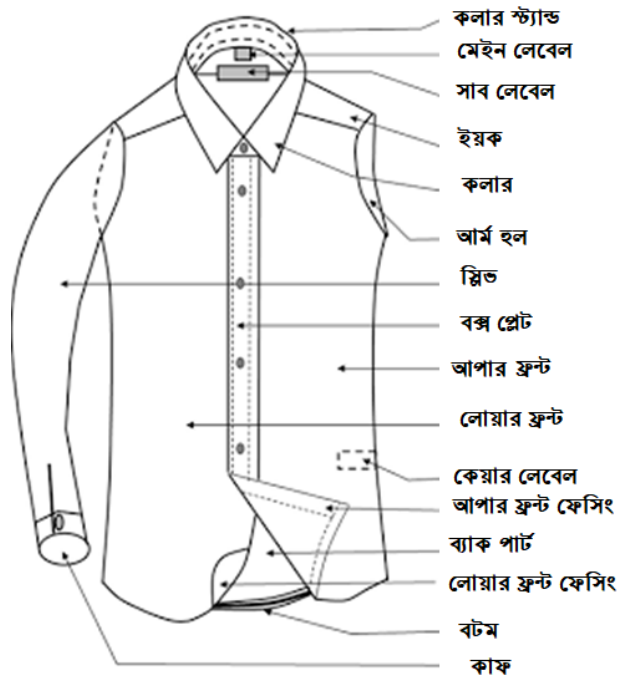 কলার স্ট্যান্ড
মেইন লেবেল
সাব লেবেল
ইয়ক
কলার
আর্ম হল
স্লিভ
বক্স প্লেট
আপার ফ্রন্ট
লোয়ার ফ্রন্ট
কেয়ার লেবেল
আপার ফ্রন্ট ফেসিং
ব্যাক পার্ট
লোয়ার ফ্রন্ট ফেসিং
বটম
কাফ